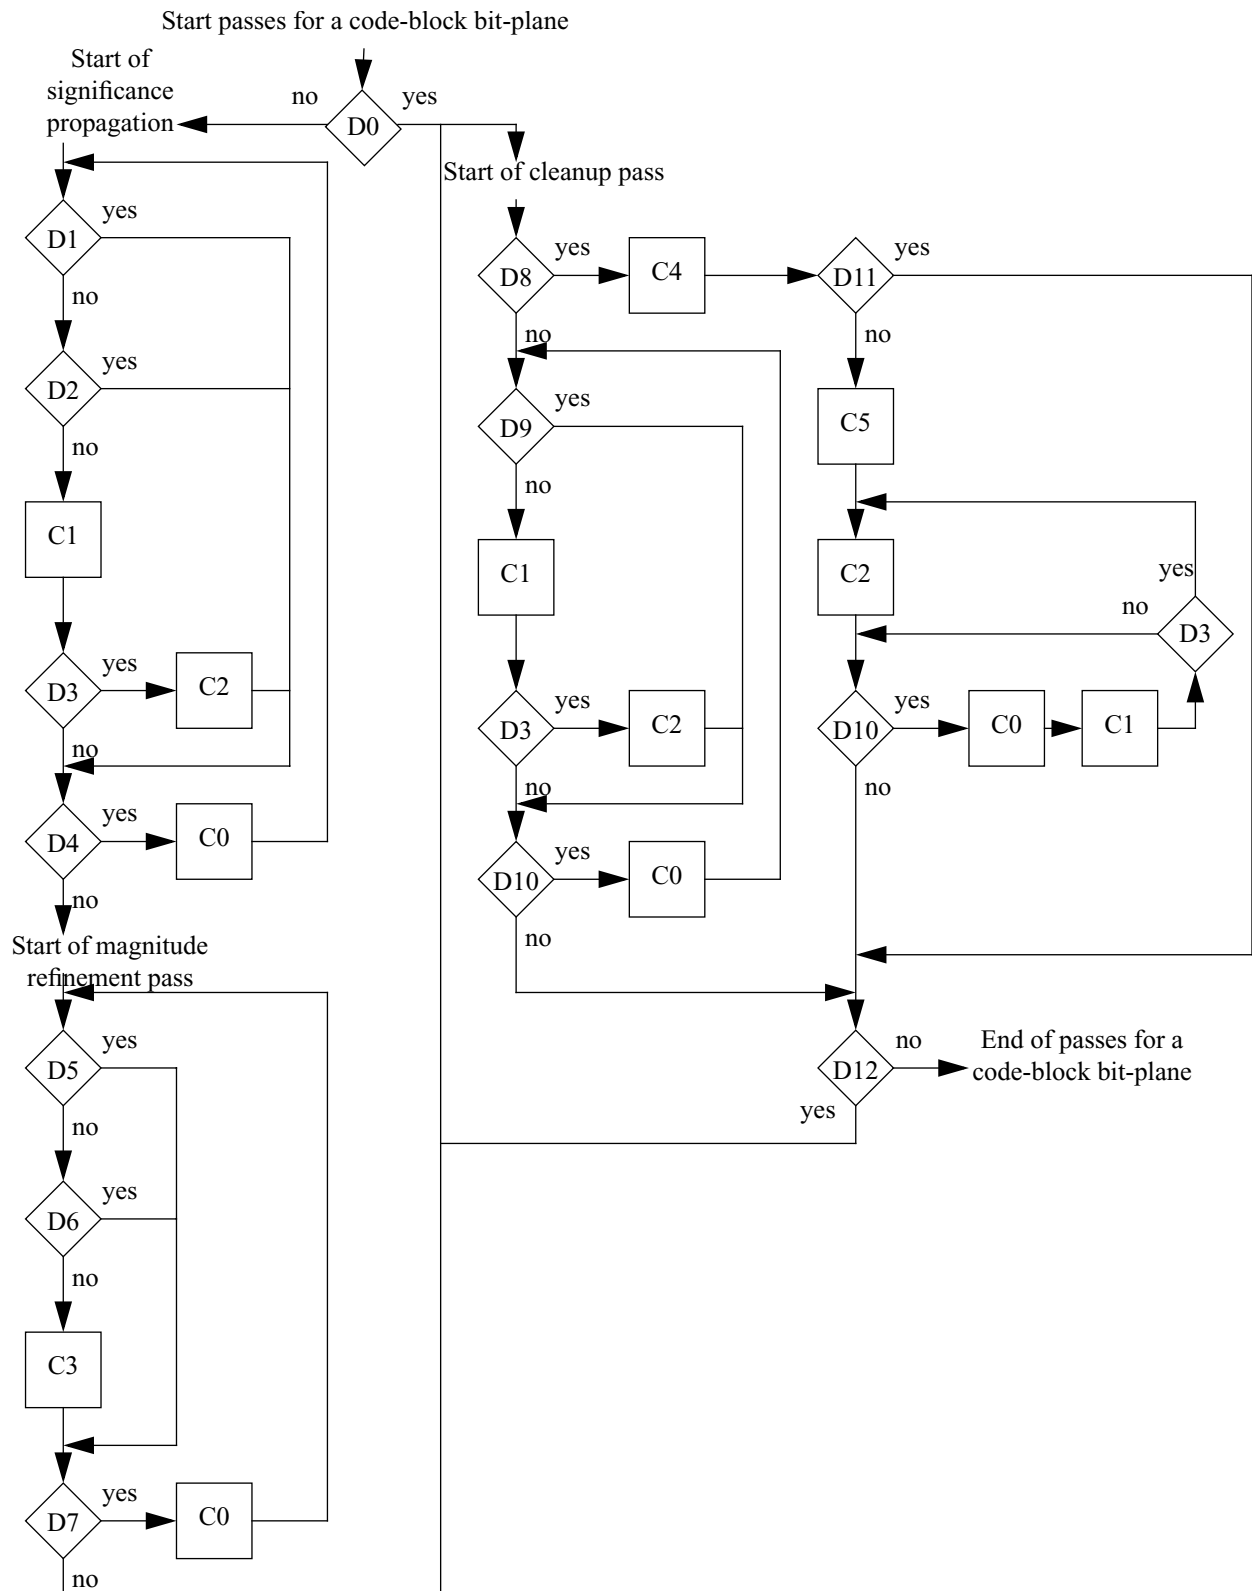 Start passes for a code-block bit-plane
Start of
significance
propagation
no
yes
D0
Start of cleanup pass
yes
D1
no
yes
D2
no
C1
yes
D3
C2
no
yes
D4
C0
no
Start of magnitude
refinement pass
yes
D5
no
yes
D6
no
C3
yes
D7
C0
no
yes
D8
C4
no
yes
D9
no
C1
yes
D3
C2
no
yes
D10
C0
no
yes
D11
no
C5
C2
yes
no
D3
yes
D10
C0
C1
no
no
D12
yes
End of passes for a
code-block bit-plane